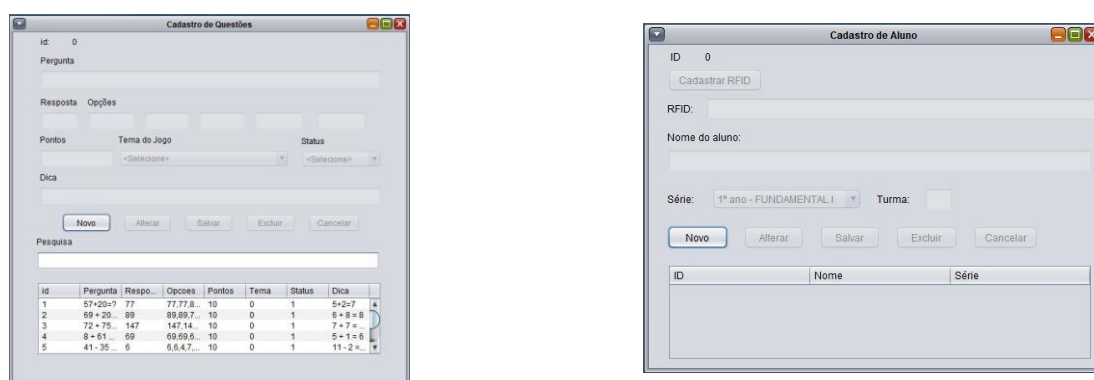 Cadastro de Questões
id: 0
Pergunta
Resposta Opções
Pontos Tema do Jogo Status
<Selecione> <Selecione>
Dica
Novo Alterar Salvar Excluir Cancelar
Pesquisa
id Pergunta Respo... Opcoes Pontos Tema Status Dica
1 57+20=? 77 77,77,8... 10 0 1 5+2=7
2 69 + 20... 89 89,89,7... 10 0 1 6 + 8 = 8
3 72 + 75... 147 147,14... 10 0 1 7 + 7 = ...
4 8 + 61 ... 69 69,69,6... 10 0 1 5 + 1 = 6
5 41 - 35 ... 6 6,6,4,7,... 10 0 1 11 - 2 =...
Cadastro de Aluno
ID 0
Cadastrar RFID
RFID:
Nome do aluno:
Série: 1º ano - FUNDAMENTAL I Turma:
Novo Alterar Salvar Excluir Cancelar
ID Nome Série